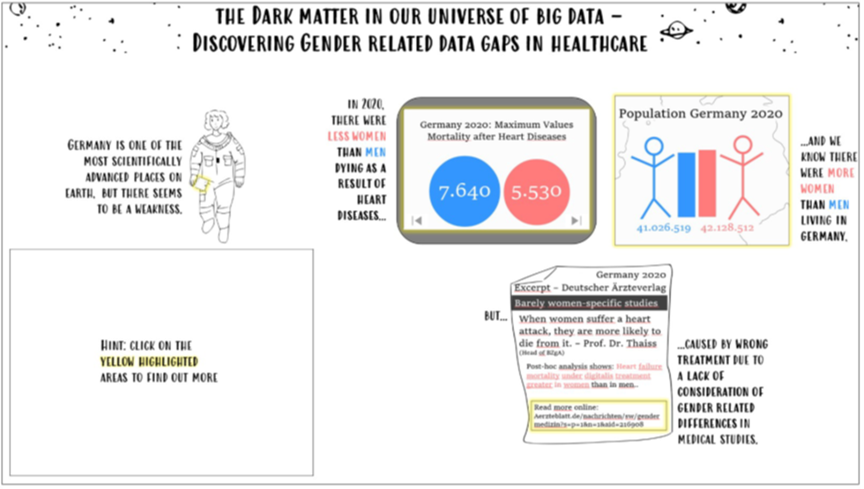 THE DARK MATTER IN OUR UNIVERSE OF BIG DATA –
DISCOVERING GENDER RELATED DATA GAPS IN HEALTHCARE
GERMANY IS ONE OF THE
MOST SCIENTIFICALLY
ADVANCED PLACES ON
EARTH, BUT THERE SEEMS
TO BE A WEAKNESS.
IN 2020,
THERE WERE
LESS WOMEN
THAN MEN
DYING AS A
RESULT OF
HEART
DISEASES...
Germany 2020: Maximum Values
Mortality after Heart Diseases
7.640
5.530
Population Germany 2020
41.026.519
42.128.512
...AND WE
KNOW THERE
WERE MORE
WOMEN
THAN MEN
LIVING IN
GERMANY.
HINT: CLICK ON THE
YELLOW HIGHLIGHTED
AREAS TO FIND OUT MORE
BUT...
Germany 2020
Excerpt – Deutscher Ärzteverlag
Barely women-specific studies
When women suffer a heart
attack, they are more likely to
die from it. – Prof. Dr. Thaiss
(Head of BZgA)
Post-hoc analysis shows: Heart failure
mortality under digitalis treatment
greater in women than in men..
Read more online:
Aerzteblatt.de/nachrichten/sw/gender
medizin?s=p=1&n=1&aid=216908
...CAUSED BY WRONG
TREATMENT DUE TO
A LACK OF
CONSIDERATION OF
GENDER RELATED
DIFFERENCES IN
MEDICAL STUDIES.